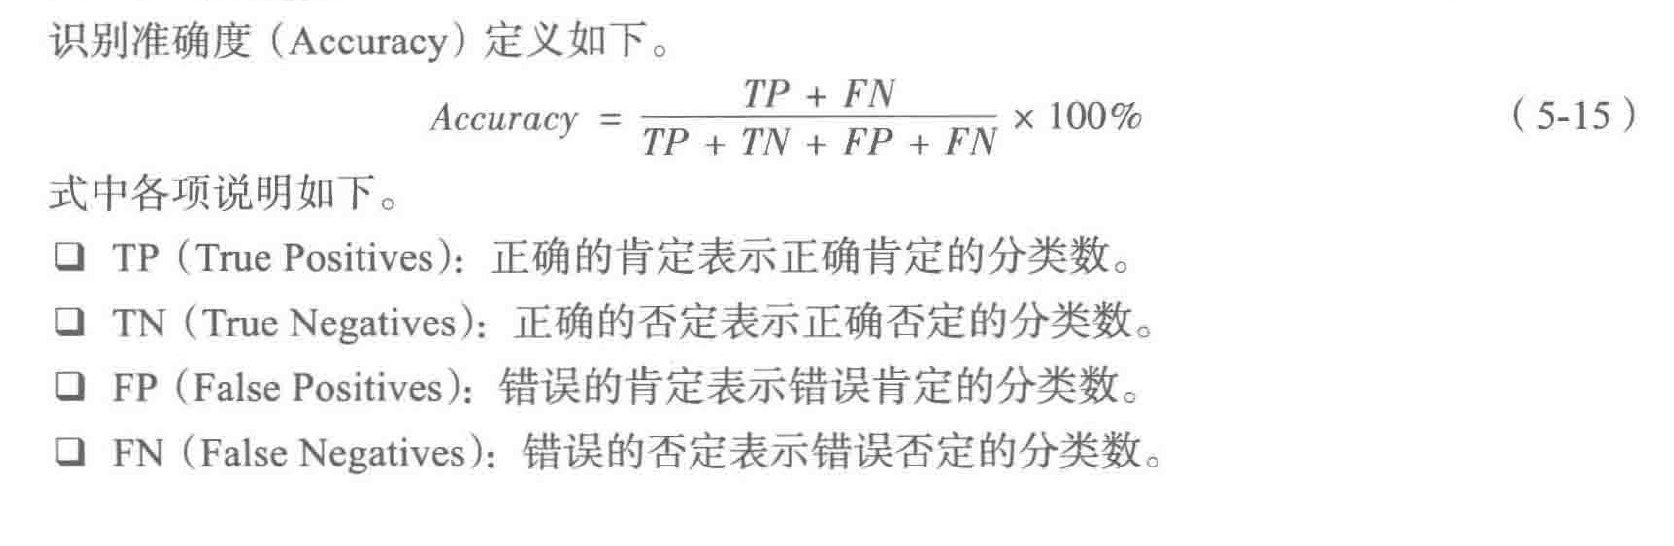 识别准确度（Accuracy）定义如下。
Accuracy = \frac{TP + FN}{TP + TN + FP + FN} × 100% （5-15）
式中各项说明如下。
❑ TP（True Positives）：正确的肯定表示正确肯定的分类数。
❑ TN（True Negatives）：正确的否定表示正确否定的分类数。
❑ FP（False Positives）：错误的肯定表示错误肯定的分类数。
❑ FN（False Negatives）：错误的否定表示错误否定的分类数。